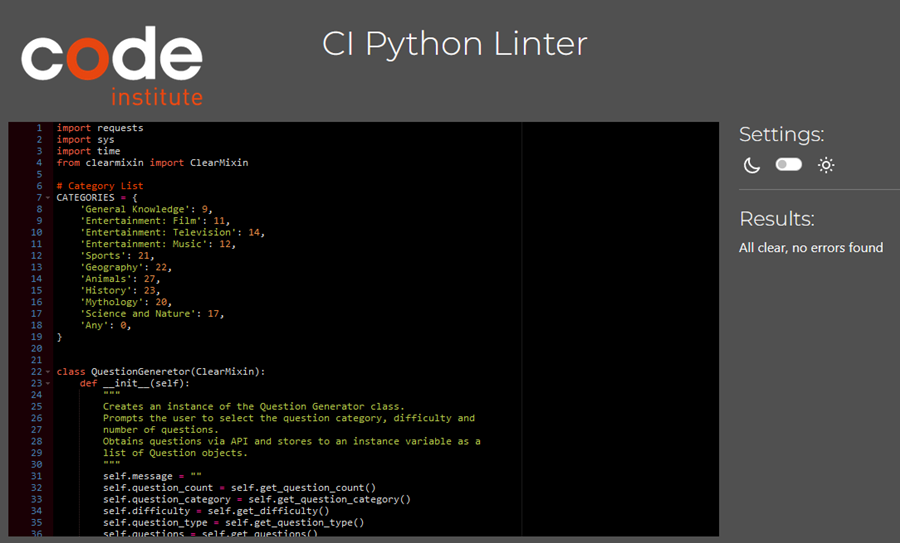 code
institute
CI Python Linter
1 import requests
2 import sys
3 import time
4 from clearmixin import ClearMixin
5
6 # Category List
7 CATEGORIES = {
8     'General Knowledge': 9,
9     'Entertainment: Film': 11,
10     'Entertainment: Television': 14,
11     'Entertainment: Music': 12,
12     'Sports': 21,
13     'Geography': 22,
14     'Animals': 27,
15     'History': 23,
16     'Mythology': 20,
17     'Science and Nature': 17,
18     'Any': 0,
19 }
20
21
22 class QuestionGeneretor(ClearMixin):
23     def __init__(self):
24         """
25         Creates an instance of the Question Generator class.
26         Prompts the user to select the question category, difficulty and
27         number of questions.
28         Obtains questions via API and stores to an instance variable as a
29         list of Question objects.
30         """
31         self.message = ""
32         self.question_count = self.get_question_count()
33         self.question_category = self.get_question_category()
34         self.difficulty = self.get_difficulty()
35         self.question_type = self.get_question_type()
36         self.questions = self.get_questions()
Settings:
Results:
All clear, no errors found